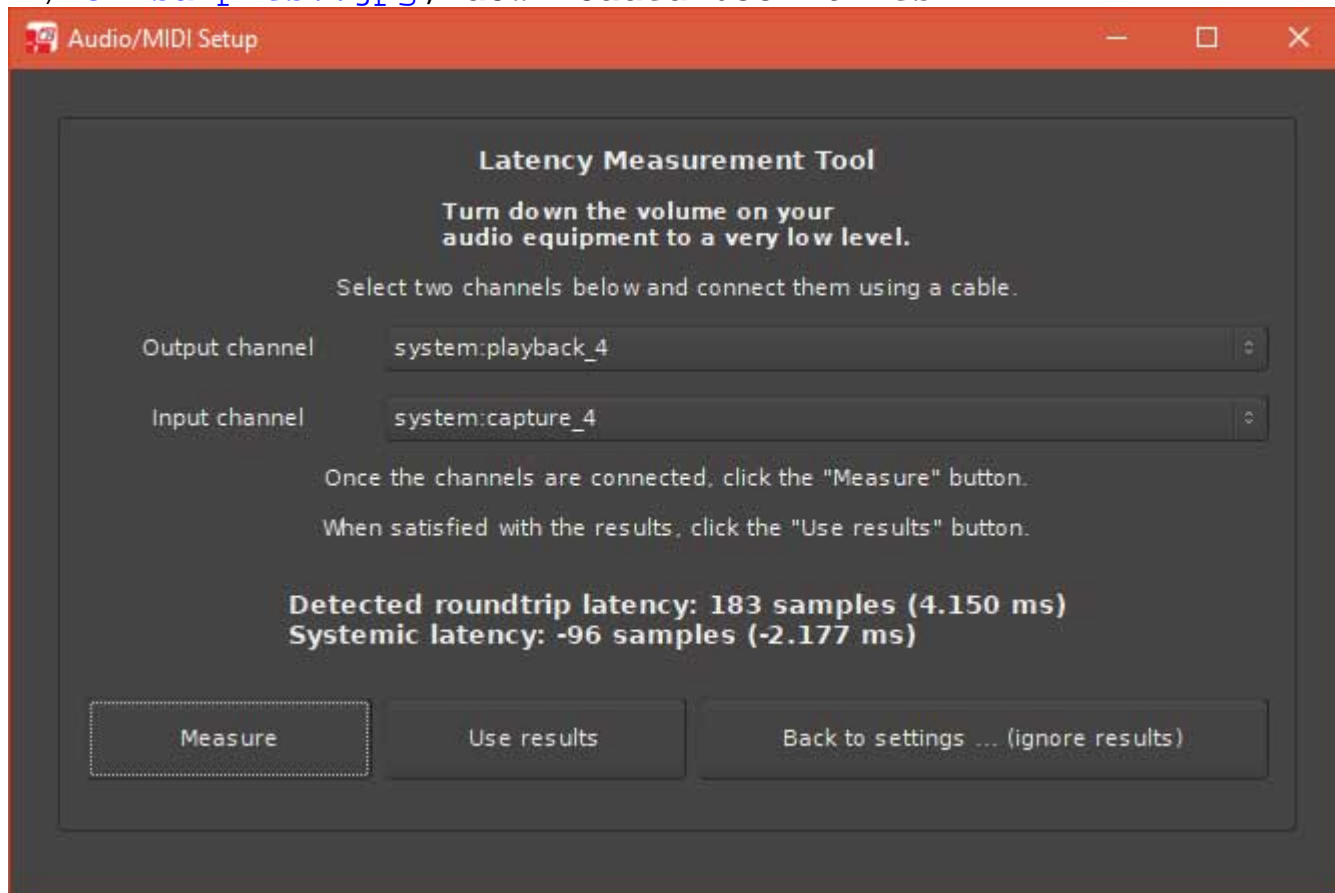 Audio/MIDI Setup
Latency Measurement Tool
Turn down the volume on your
audio equipment to a very low level.
Select two channels below and connect them using a cable.
Output channel system:playback_4
Input channel system:capture_4
Once the channels are connected, click the "Measure" button.
When satisfied with the results, click the "Use results" button.
Detected roundtrip latency: 183 samples (4.150 ms)
Systemic latency: -96 samples (-2.177 ms)
Measure Use results Back to settings ... (ignore results)